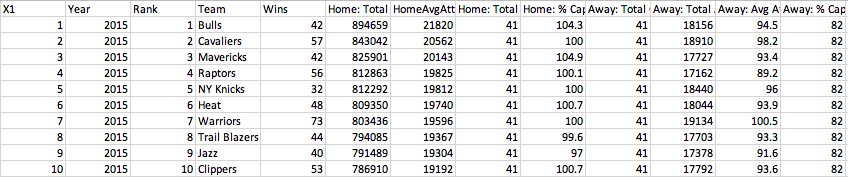 X1 Year Rank Team Wins Home: Total HomeAvgAtt Home: Total Home: % Cap Away: Total Away: Total Away: Avg At Away: % Cap
1 2015 1 Bulls 42 894659 21820 41 104.3 41 18156 94.5 82
2 2015 2 Cavaliers 57 843042 20562 41 100 41 18910 98.2 82
3 2015 3 Mavericks 42 825901 20143 41 104.9 41 17727 93.4 82
4 2015 4 Raptors 56 812863 19825 41 100.1 41 17162 89.2 82
5 2015 5 NY Knicks 32 812292 19812 41 100 41 18440 96 82
6 2015 6 Heat 48 809350 19740 41 100.7 41 18044 93.9 82
7 2015 7 Warriors 73 803436 19596 41 100 41 19134 100.5 82
8 2015 8 Trail Blazers 44 794085 19367 41 99.6 41 17703 93.3 82
9 2015 9 Jazz 40 791489 19304 41 97 41 17378 91.6 82
10 2015 10 Clippers 53 786910 19192 41 100.7 41 17792 93.6 82